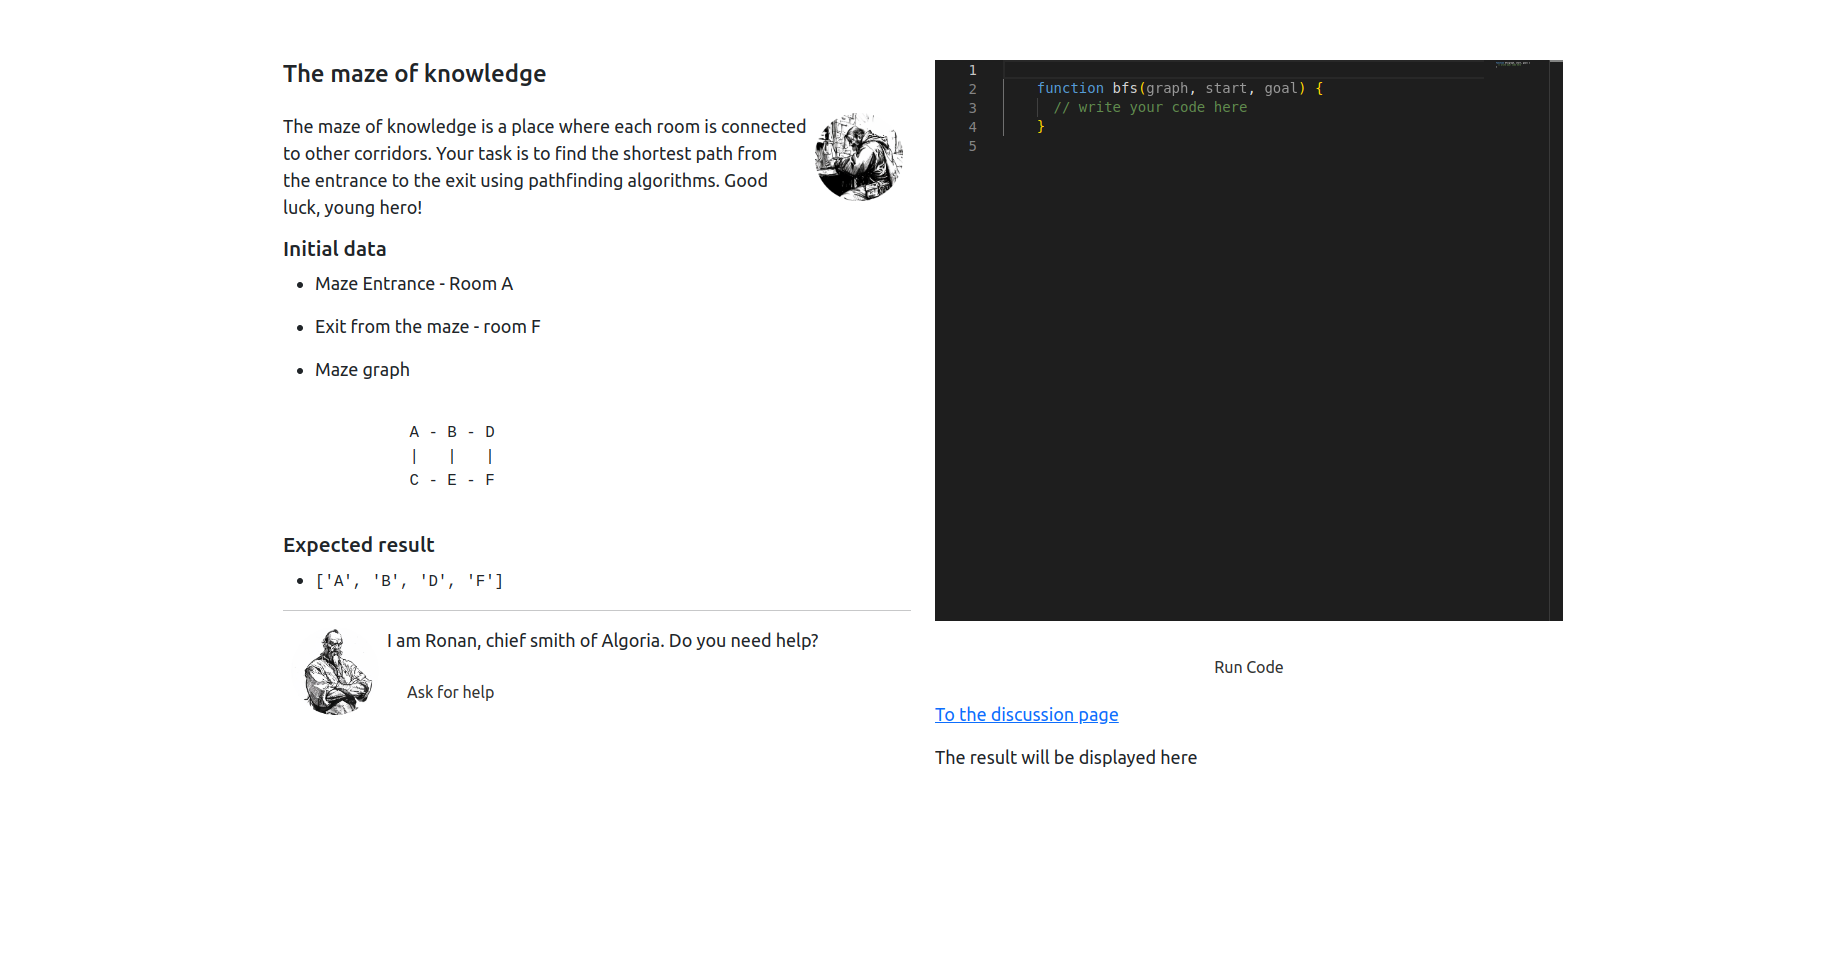 The maze of knowledge
The maze of knowledge is a place where each room is connected
to other corridors. Your task is to find the shortest path from
the entrance to the exit using pathfinding algorithms. Good
luck, young hero!
Initial data
• Maze Entrance - Room A
• Exit from the maze - room F
• Maze graph
A - B - D
|   |   |
C - E - F
Expected result
• ['A', 'B', 'D', 'F']
I am Ronan, chief smith of Algoria. Do you need help?
Ask for help
1
2 function bfs(graph, start, goal) {
3 // write your code here
4 }
5
Run Code
To the discussion page
The result will be displayed here